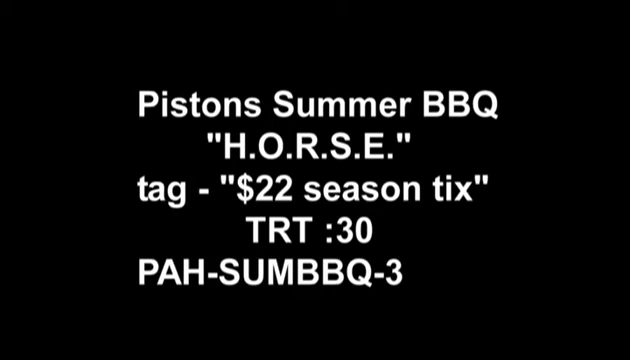 Pistons Summer BBQ
"H.O.R.S.E."
tag - "$22 season tix"
TRT :30
PAH-SUMBBQ-3